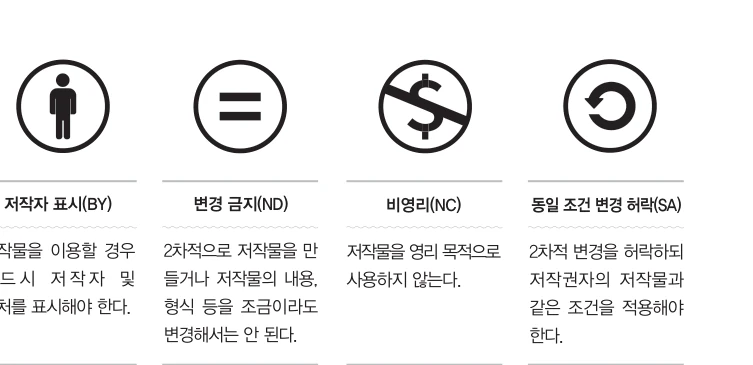 저작자 표시(BY)
작물을 이용할 경우
드시 저작자 및
처를 표시해야 한다.
변경 금지(ND)
2차적으로 저작물을 만
들거나 저작물의 내용,
형식 등을 조금이라도
변경해서는 안 된다.
비영리(NC)
저작물을 영리 목적으로
사용하지 않는다.
동일 조건 변경 허락(SA)
2차적 변경을 허락하되
저작권자의 저작물과
같은 조건을 적용해야
한다.